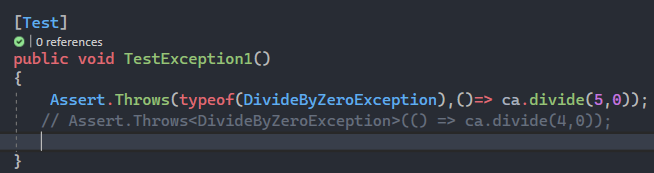 [Test]
| 0 references
public void TestException1()
{
Assert.Throws(typeof(DivideByZeroException),()=> ca.divide(5,0));
// Assert.Throws<DivideByZeroException>(() => ca.divide(4,0));
}